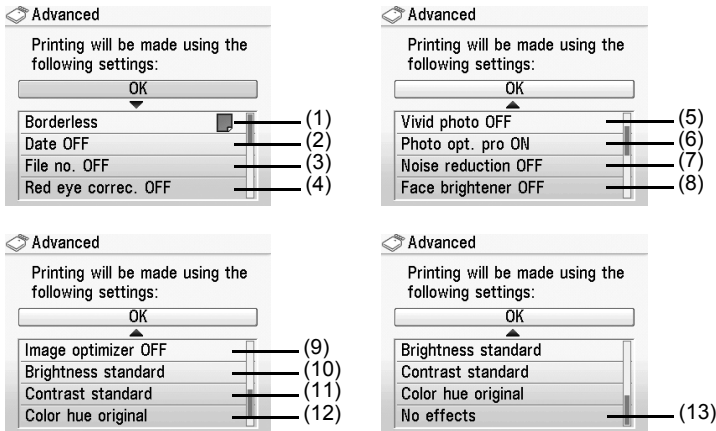 Advanced
Printing will be made using the
following settings:
OK
Borderless (1)
Date OFF (2)
File no. OFF (3)
Red eye correc. OFF (4)
Advanced
Printing will be made using the
following settings:
OK
Vivid photo OFF (5)
Photo opt. pro ON (6)
Noise reduction OFF (7)
Face brightener OFF (8)
Advanced
Printing will be made using the
following settings:
OK
Image optimizer OFF (9)
Brightness standard (10)
Contrast standard (11)
Color hue original (12)
Advanced
Printing will be made using the
following settings:
OK
Brightness standard
Contrast standard
Color hue original
No effects (13)